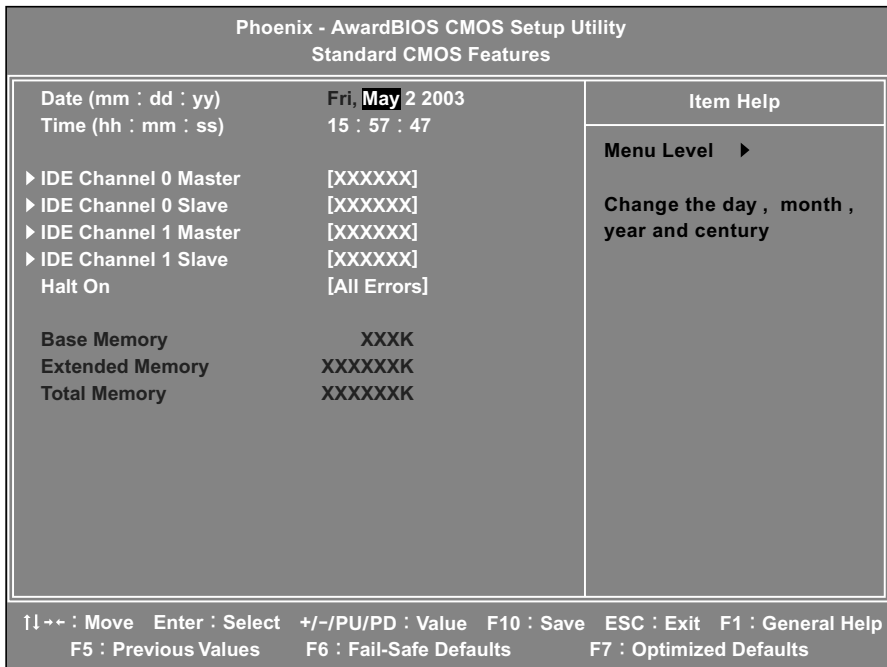 Phoenix - AwardBIOS CMOS Setup Utility
Standard CMOS Features
Date (mm : dd : yy) Fri, May 2 2003
Time (hh : mm : ss) 15 : 57 : 47
▶ IDE Channel 0 Master [XXXXXX]
▶ IDE Channel 0 Slave [XXXXXX]
▶ IDE Channel 1 Master [XXXXXX]
▶ IDE Channel 1 Slave [XXXXXX]
Halt On [All Errors]
Base Memory XXXK
Extended Memory XXXXXXK
Total Memory XXXXXXK
Item Help
Menu Level ▶
Change the day , month ,
year and century
↑↓→← : Move Enter : Select +/-/PU/PD : Value F10 : Save ESC : Exit F1 : General Help
F5 : Previous Values F6 : Fail-Safe Defaults F7 : Optimized Defaults